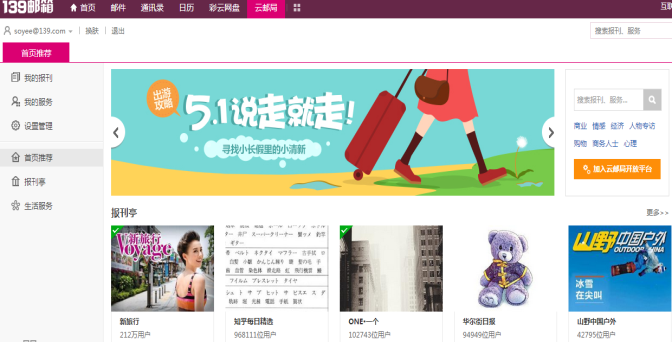 139邮箱
首页 邮件 通讯录 日历 彩云网盘 云邮局
soyee@139.com 换肤 | 退出
搜索报刊、服务
首页推荐
我的报刊
我的服务
设置管理
首页推荐
报刊亭
生活服务
出游攻略
5.1说走就走!
寻找小长假里的小清新
搜索报刊、服务
商业 情感 经济 人物专访
购物 商务人士 心理
加入云邮局开放平台
报刊亭
更多>>
新旅行
Voyage
山野 中国户外
OUTDOOR CHINA
冰雪
在尖叫
新旅行
212万用户
知乎每日精选
968111位用户
ONE·一个
102743位用户
华尔街日报
94949位用户
山野中国户外
42795位用户